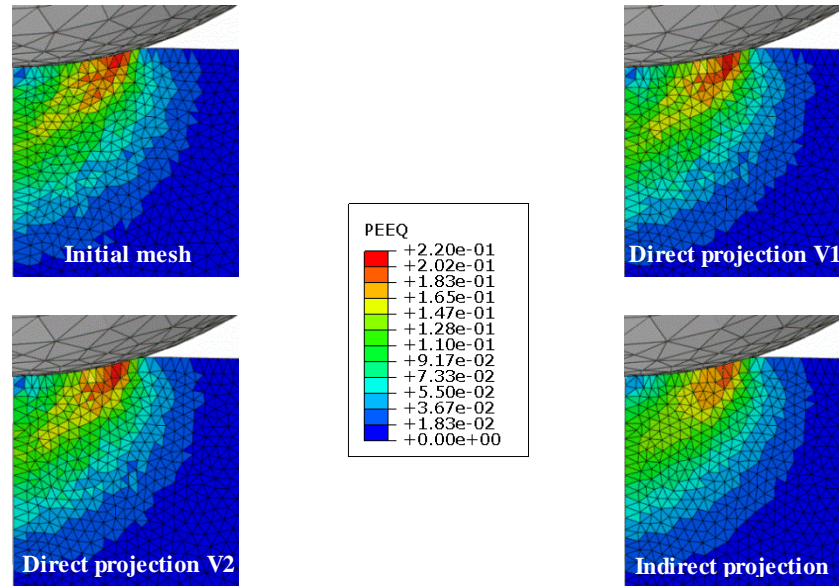 Initial mesh
Direct projection V1
PEEQ
+2.20e-01
+2.02e-01
+1.83e-01
+1.65e-01
+1.47e-01
+1.28e-01
+1.10e-01
+9.17e-02
+7.33e-02
+5.50e-02
+3.67e-02
+1.83e-02
+0.00e+00
Direct projection V2
Indirect projection